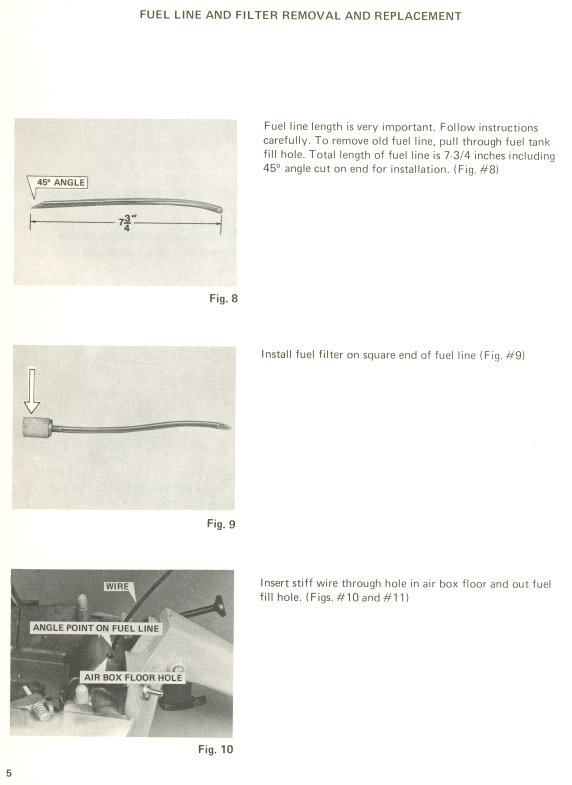 FUEL LINE AND FILTER REMOVAL AND REPLACEMENT
Fuel line length is very important. Follow instructions
carefully. To remove old fuel line, pull through fuel tank
fill hole. Total length of fuel line is 7-3/4 inches including
45° angle cut on end for installation. (Fig. #8)
45° ANGLE
7 3/4"
Fig. 8
Install fuel filter on square end of fuel line (Fig. #9)
Fig. 9
Insert stiff wire through hole in air box floor and out fuel
fill hole. (Figs. #10 and #11)
WIRE
ANGLE POINT ON FUEL LINE
AIR BOX FLOOR HOLE
Fig. 10
5